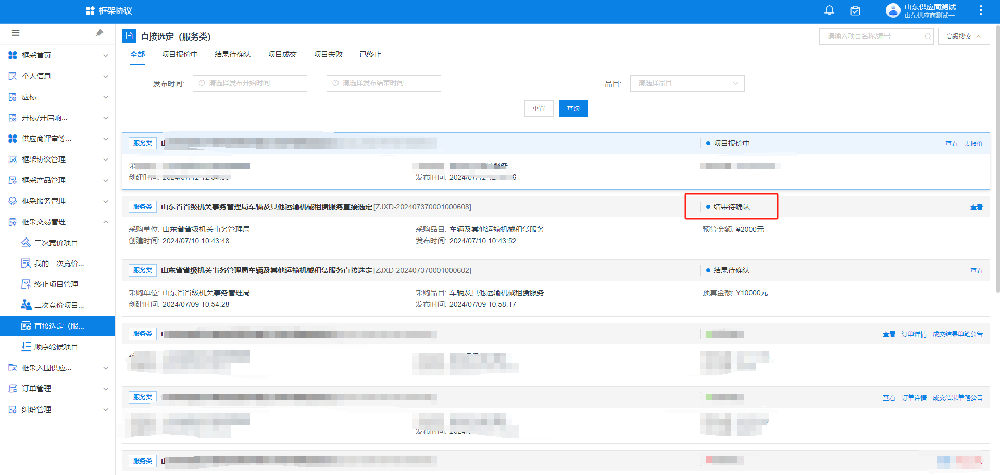 框架协议
山东供应商测试一
山东供应商测试一
直接选定（服务类）
请输入项目名称/编号
高级搜索
全部 项目报价中 结果待确认 项目成交 项目失败 已终止
发布时间: 请选择发布开始时间 - 请选择发布结束时间 品目: 请选择品目
重置 查询
框采首页
个人信息
应标
开标/开启响...
供应商评审等...
框架协议管理
框采产品管理
框采服务管理
框采交易管理
二次竞价项目
我的二次竞价...
终止项目管理
二次竞价项目...
直接选定（服...
顺序轮候项目
框采入围供应...
订单管理
纠纷管理
服务类 项目报价中 查看 去报价
创建时间: 发布时间:
服务类 山东省省级机关事务管理局车辆及其他运输机械租赁服务直接选定[ZJXD-202407370001000608] 结果待确认 查看
采购单位: 山东省省级机关事务管理局 采购品目: 车辆及其他运输机械租赁服务 预算金额: ¥2000元
创建时间: 2024/07/10 10:43:48 发布时间: 2024/07/10 10:43:52
服务类 山东省省级机关事务管理局车辆及其他运输机械租赁服务直接选定[ZJXD-202407370001000602] 结果待确认 查看
采购单位: 山东省省级机关事务管理局 采购品目: 车辆及其他运输机械租赁服务 预算金额: ¥10000元
创建时间: 2024/07/09 10:54:28 发布时间: 2024/07/09 10:58:17
服务类 查看 订单详情 成交结果单笔公告
服务类 查看 订单详情 成交结果单笔公告
发布时间:
服务类